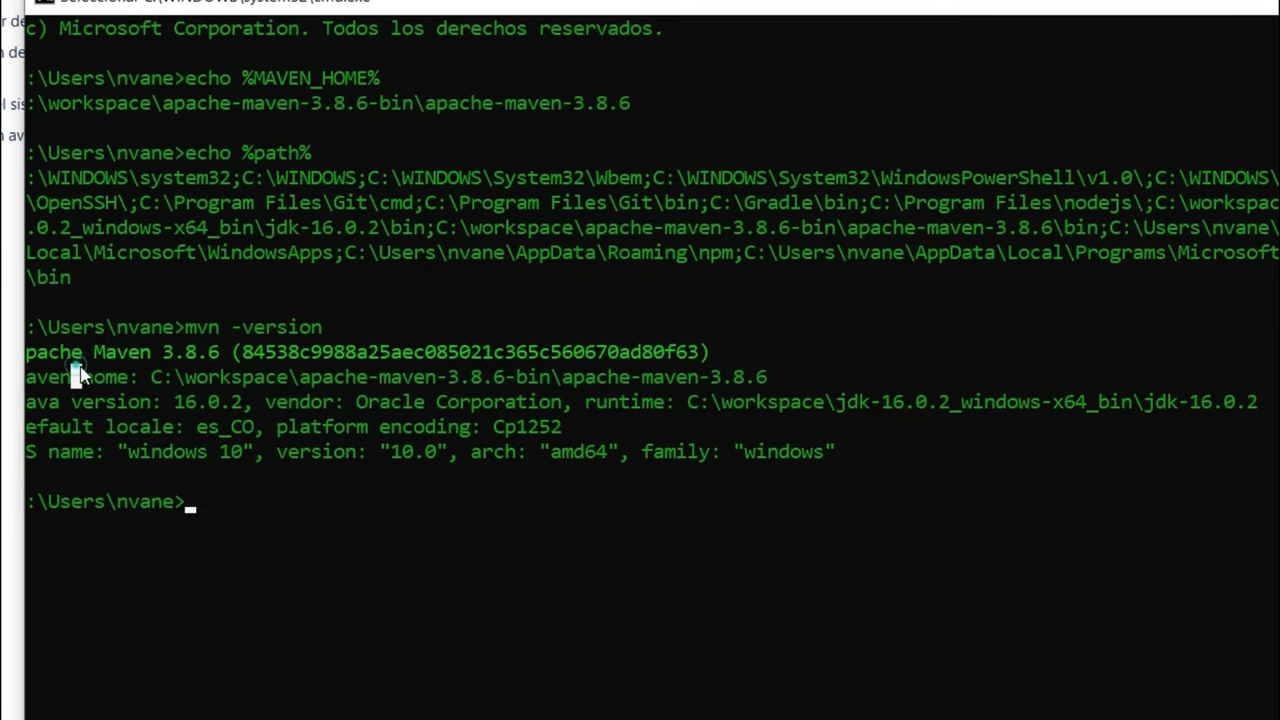 c) Microsoft Corporation. Todos los derechos reservados.
:\Users\nvane>echo %MAVEN_HOME%
:\workspace\apache-maven-3.8.6-bin\apache-maven-3.8.6
:\Users\nvane>echo %path%
:\WINDOWS\system32;C:\WINDOWS;C:\WINDOWS\System32\Wbem;C:\WINDOWS\System32\WindowsPowerShell\v1.0\;C:\WINDOWS\
\OpenSSH\;C:\Program Files\Git\cmd;C:\Program Files\Git\bin;C:\Gradle\bin;C:\Program Files\nodejs\;C:\workspac
.0.2_windows-x64_bin\jdk-16.0.2\bin;C:\workspace\apache-maven-3.8.6-bin\apache-maven-3.8.6\bin;C:\Users\nvane\
Local\Microsoft\WindowsApps;C:\Users\nvane\AppData\Roaming\npm;C:\Users\nvane\AppData\Local\Programs\Microsoft
\bin
:\Users\nvane>mvn -version
pache Maven 3.8.6 (84538c9988a25aec085021c365c560670ad80f63)
aven home: C:\workspace\apache-maven-3.8.6-bin\apache-maven-3.8.6
ava version: 16.0.2, vendor: Oracle Corporation, runtime: C:\workspace\jdk-16.0.2_windows-x64_bin\jdk-16.0.2
efault locale: es_CO, platform encoding: Cp1252
S name: "windows 10", version: "10.0", arch: "amd64", family: "windows"
:\Users\nvane>